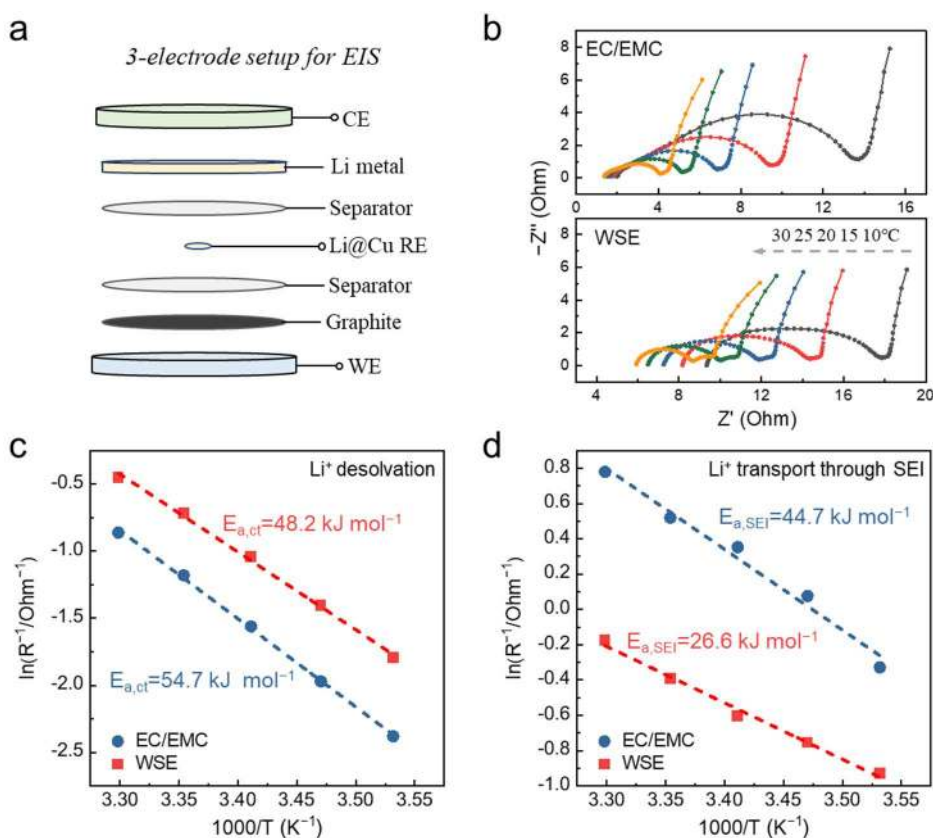 a
3-electrode setup for EIS
CE
Li metal
Separator
Li@Cu RE
Separator
Graphite
WE
b
EC/EMC
8
6
4
2
0
0 4 8 12 16
WSE
30 25 20 15 10℃
8
6
4
2
0
4 8 12 16 20
−Z'' (Ohm)
Z' (Ohm)
c
Li⁺ desolvation
Eₐ,ct=48.2 kJ mol⁻¹
Eₐ,ct=54.7 kJ mol⁻¹
EC/EMC
WSE
-0.5
-1.0
-1.5
-2.0
-2.5
ln(R⁻¹/Ohm⁻¹)
3.30 3.35 3.40 3.45 3.50 3.55
1000/T (K⁻¹)
d
Li⁺ transport through SEI
Eₐ,SEI=44.7 kJ mol⁻¹
Eₐ,SEI=26.6 kJ mol⁻¹
EC/EMC
WSE
0.8
0.6
0.4
0.2
0.0
-0.2
-0.4
-0.6
-0.8
-1.0
ln(R⁻¹/Ohm⁻¹)
3.30 3.35 3.40 3.45 3.50 3.55
1000/T (K⁻¹)